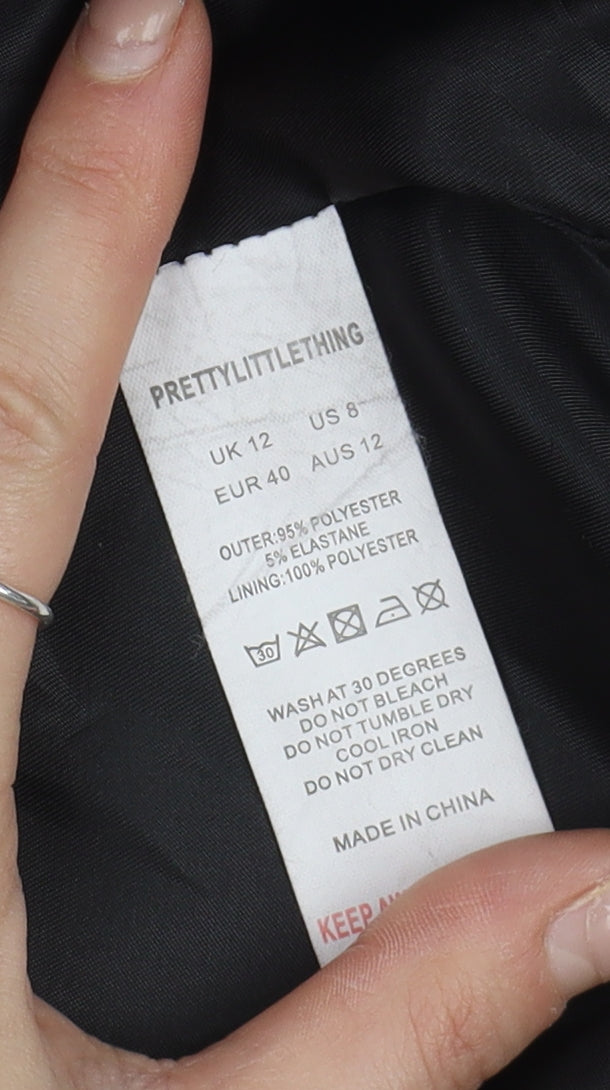 PRETTYLITTLETHING
UK 12 US 8
EUR 40 AUS 12
OUTER:95% POLYESTER
5% ELASTANE
LINING:100% POLYESTER
30
WASH AT 30 DEGREES
DO NOT BLEACH
DO NOT TUMBLE DRY
COOL IRON
DO NOT DRY CLEAN
MADE IN CHINA
KEEP